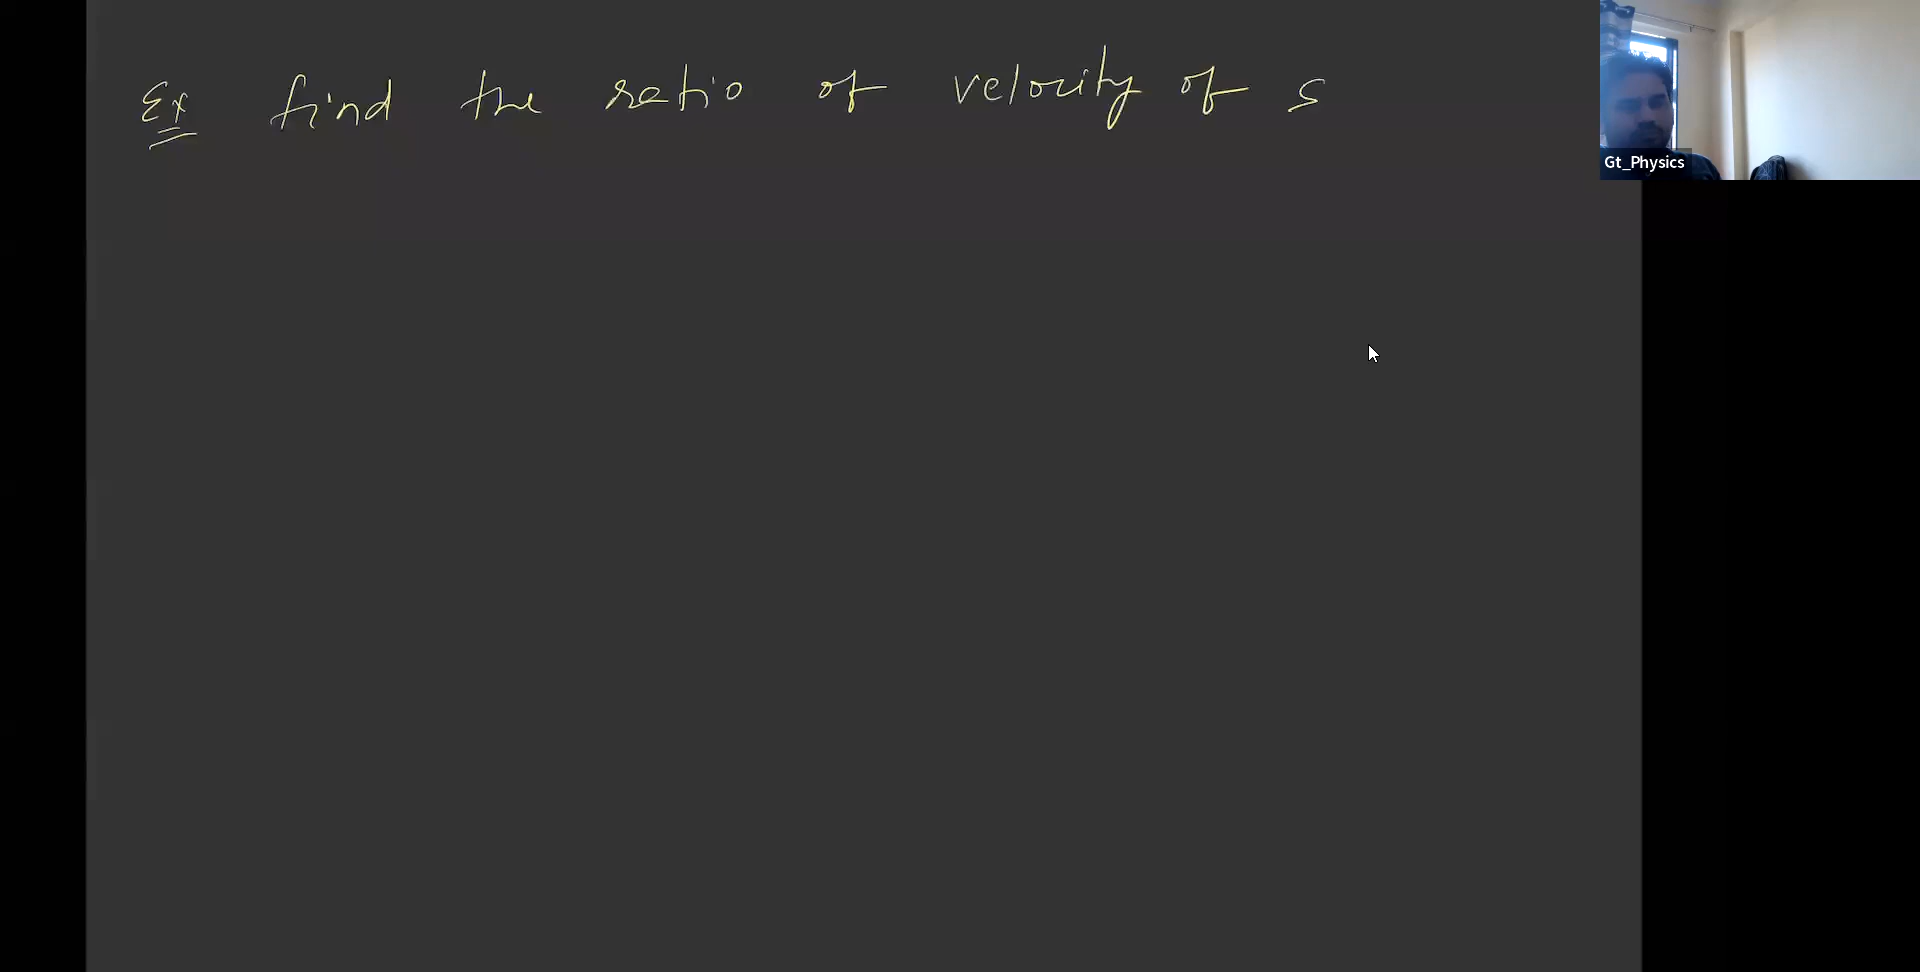 Ex find the ratio of velocity of s
Gt_Physics